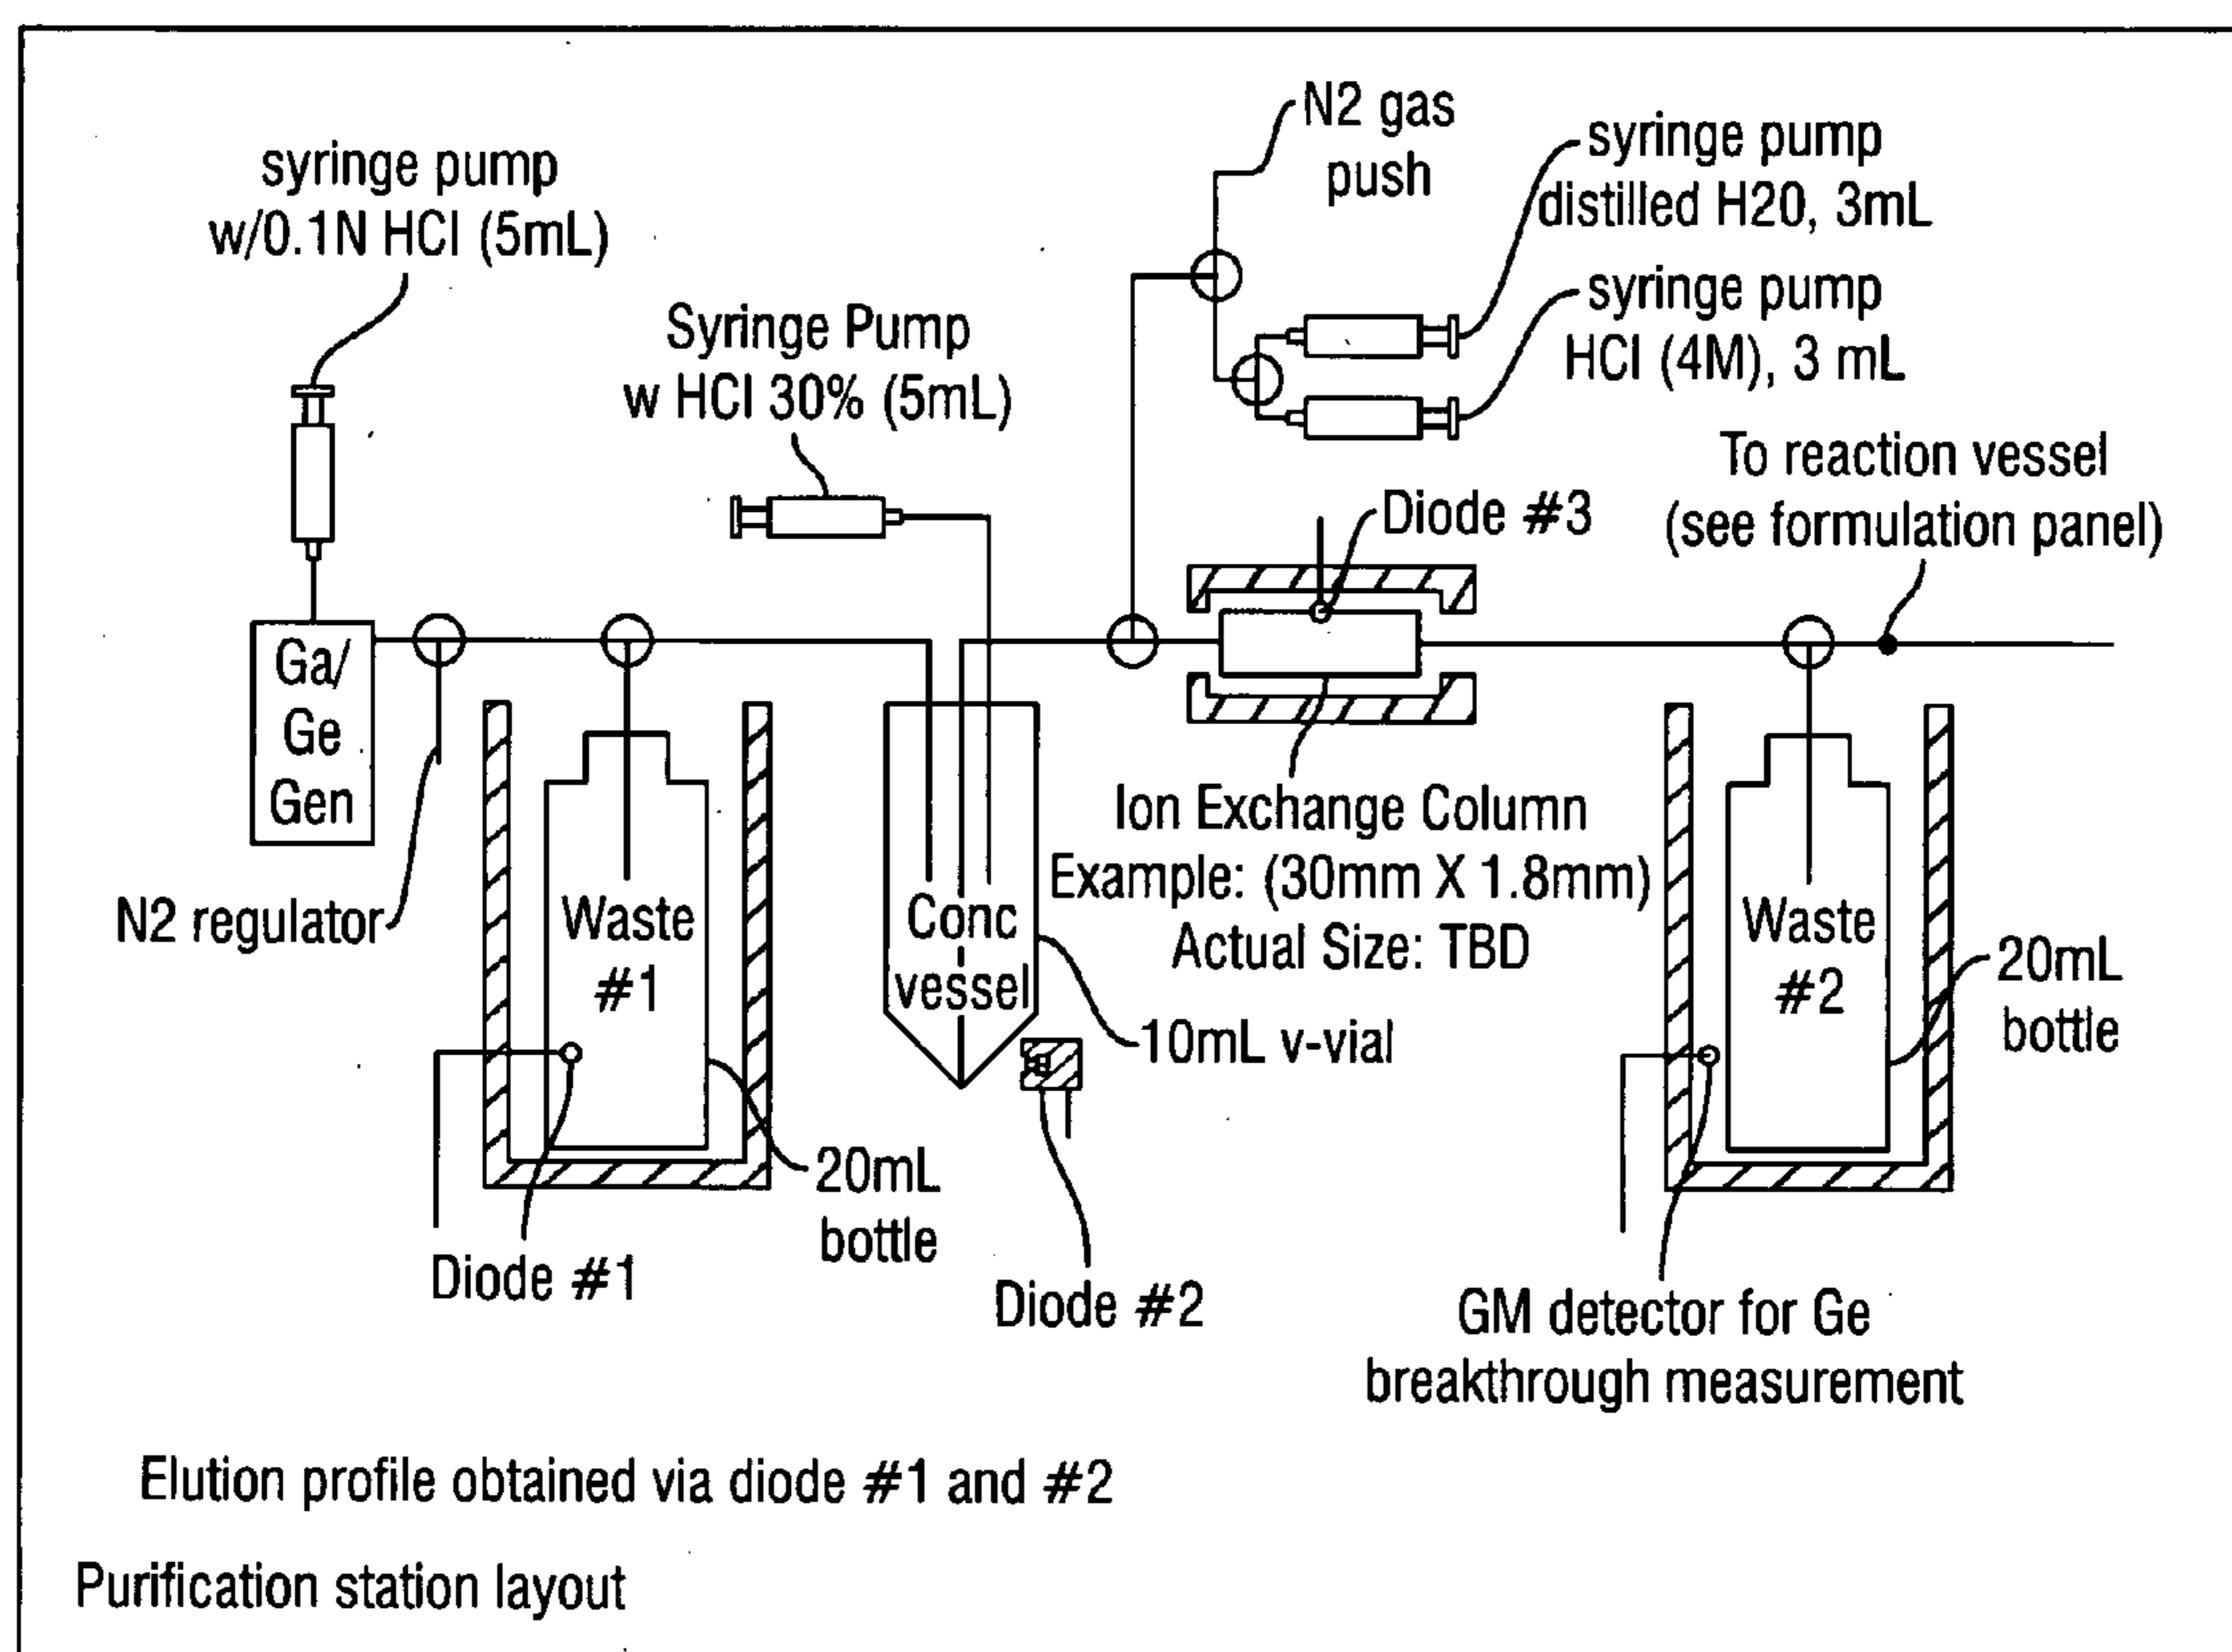 N2 gas
push
syringe pump
distilled H20, 3mL
syringe pump
w/0.1N HCl (5mL)
syringe pump
HCl (4M), 3 mL
Syringe Pump
w HCl 30% (5mL)
To reaction vessel
(see formulation panel)
Diode #3
Ga/
Ge
Gen
Ion Exchange Column
Example: (30mm X 1.8mm)
Actual Size: TBD
N2 regulator
Waste
#1
Conc
vessel
Waste
#2
20mL
bottle
10mL v-vial
20mL
bottle
Diode #1
Diode #2
GM detector for Ge
breakthrough measurement
Elution profile obtained via diode #1 and #2
Purification station layout